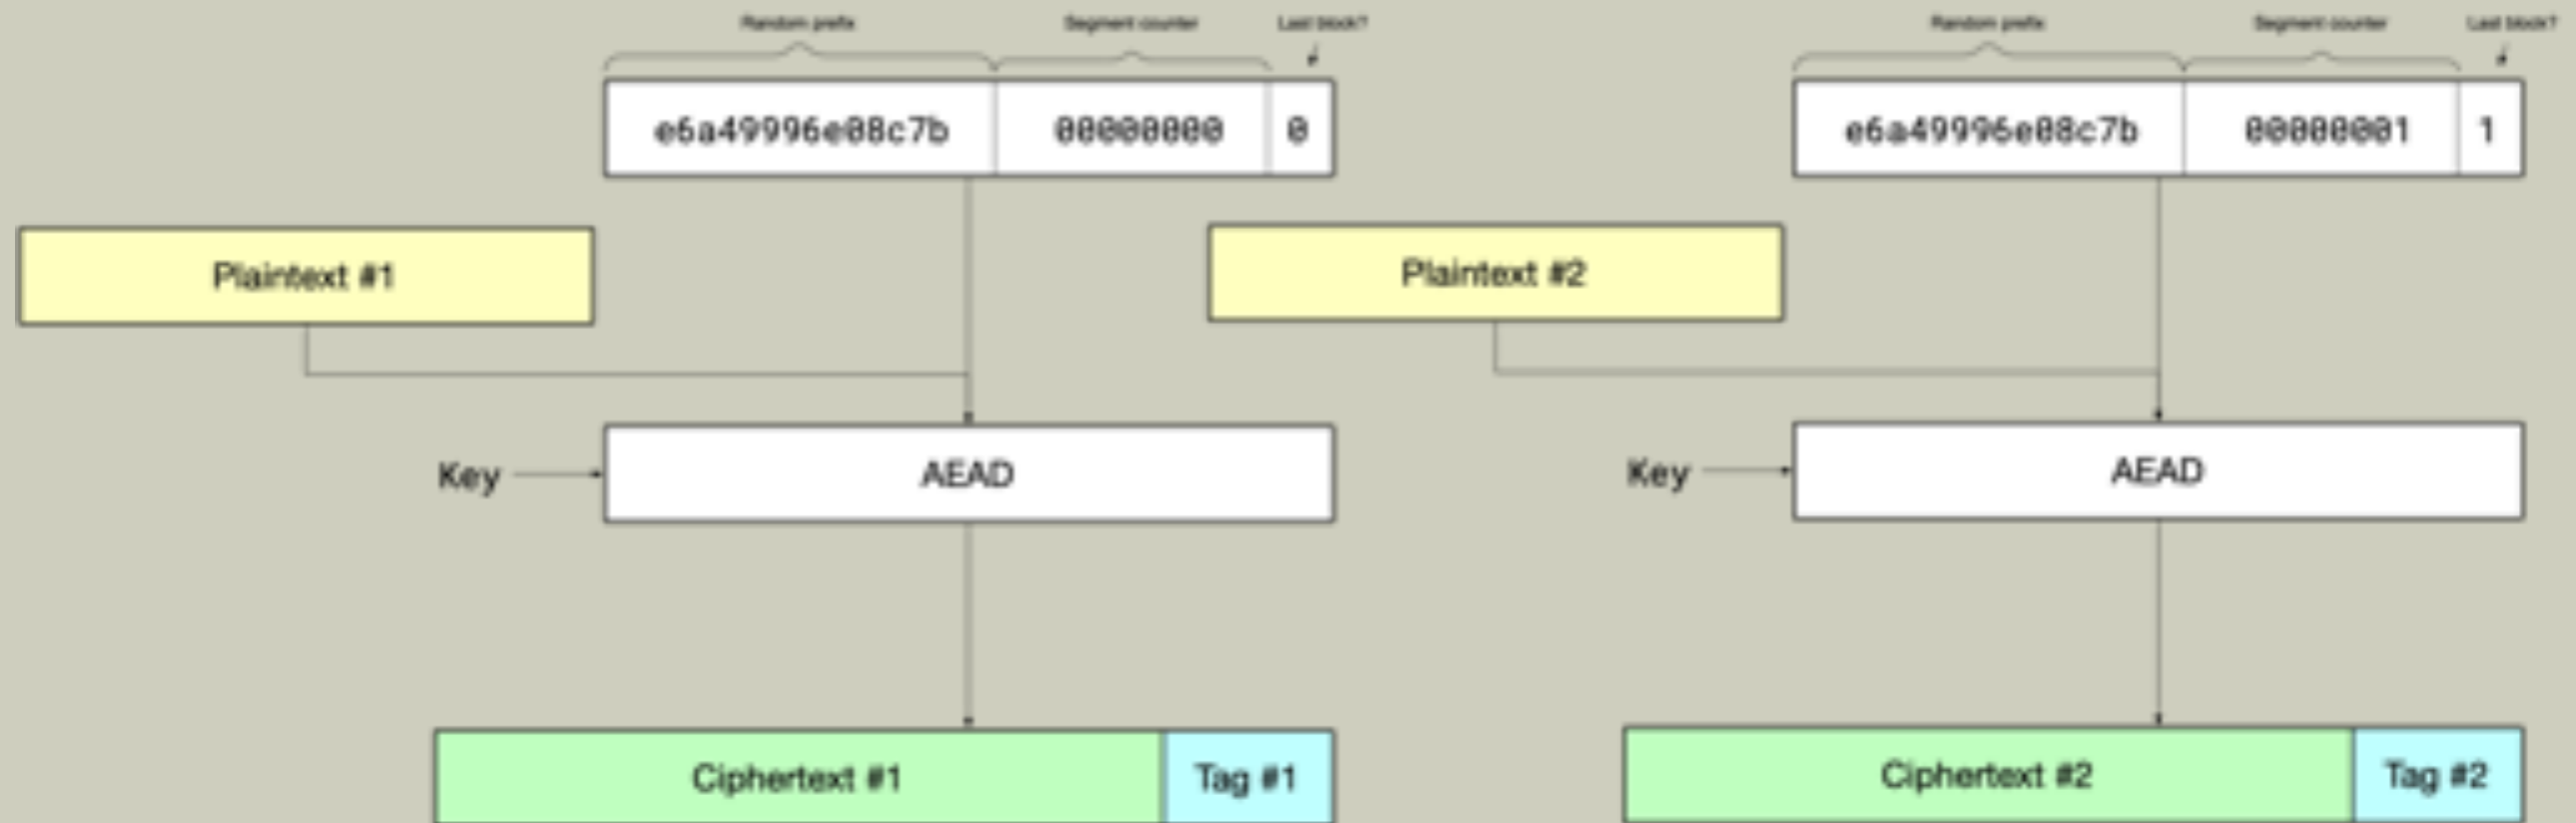 Random prefix Segment counter Last block?
Random prefix Segment counter Last block?
e6a49996e08c7b 00000000 0
e6a49996e08c7b 00000001 1
Plaintext #1
Plaintext #2
Key
AEAD
Key
AEAD
Ciphertext #1 Tag #1
Ciphertext #2 Tag #2